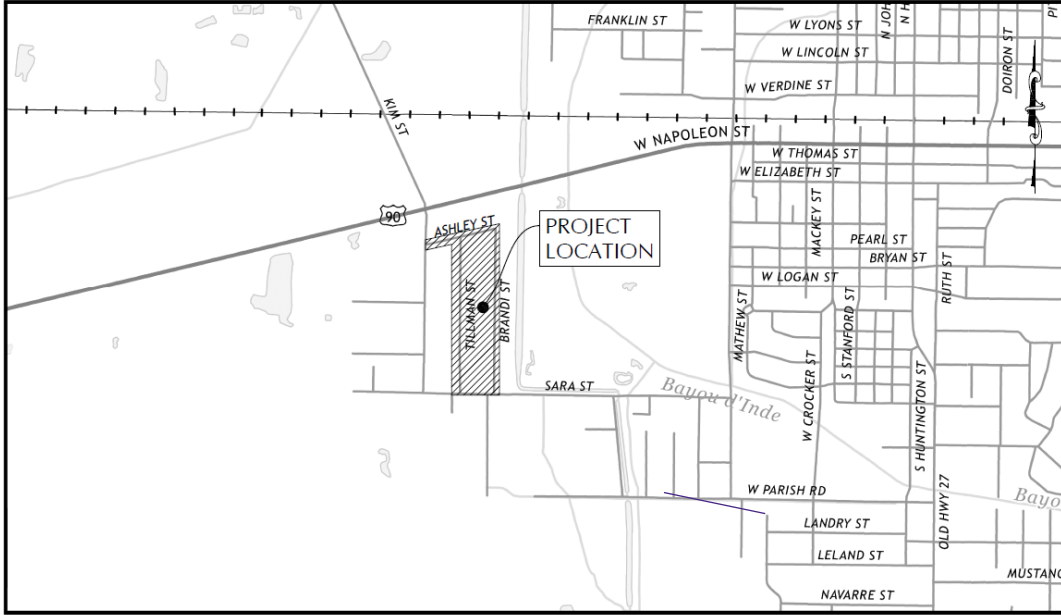 FRANKLIN ST
W LYONS ST
W LINCOLN ST
DOIRON ST
W VERDINE ST
KIM ST
W NAPOLEON ST
W THOMAS ST
W ELIZABETH ST
90
ASHLEY ST
PROJECT
LOCATION
MACKEY ST
PEARL ST
BRYAN ST
W LOGAN ST
RUTH ST
TILLMAN ST
BRANDI ST
MATHEW ST
S STANFORD ST
SARA ST
Bayou d'Inde
W CROCKER ST
S HUNTINGTON ST
W PARISH RD
OLD HWY 27
Bayo
LANDRY ST
LELAND ST
MUSTANG
NAVARRE ST